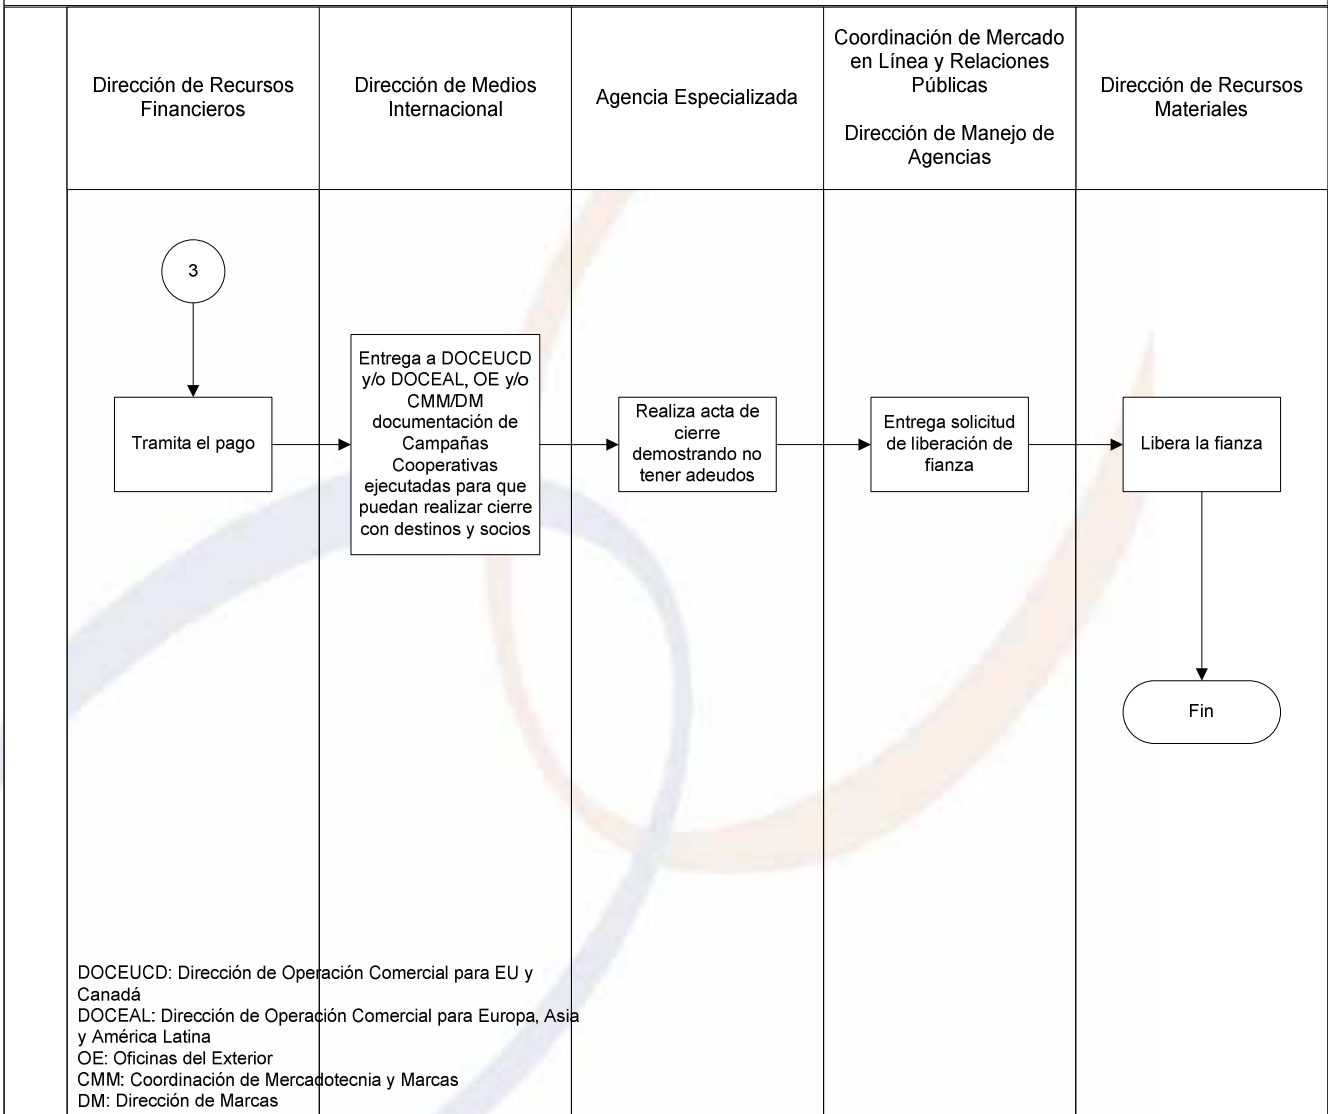 Dirección de Recursos
Financieros
Dirección de Medios
Internacional
Agencia Especializada
Coordinación de Mercado
en Línea y Relaciones
Públicas
Dirección de Manejo de
Agencias
Dirección de Recursos
Materiales
3
Tramita el pago
Entrega a DOCEUCD
y/o DOCEAL, OE y/o
CMM/DM
documentación de
Campañas
Cooperativas
ejecutadas para que
puedan realizar cierre
con destinos y socios
Realiza acta de
cierre
demostrando no
tener adeudos
Entrega solicitud
de liberación de
fianza
Libera la fianza
Fin
DOCEUCD: Dirección de Operación Comercial para EU y
Canadá
DOCEAL: Dirección de Operación Comercial para Europa, Asia
y América Latina
OE: Oficinas del Exterior
CMM: Coordinación de Mercadotecnia y Marcas
DM: Dirección de Marcas